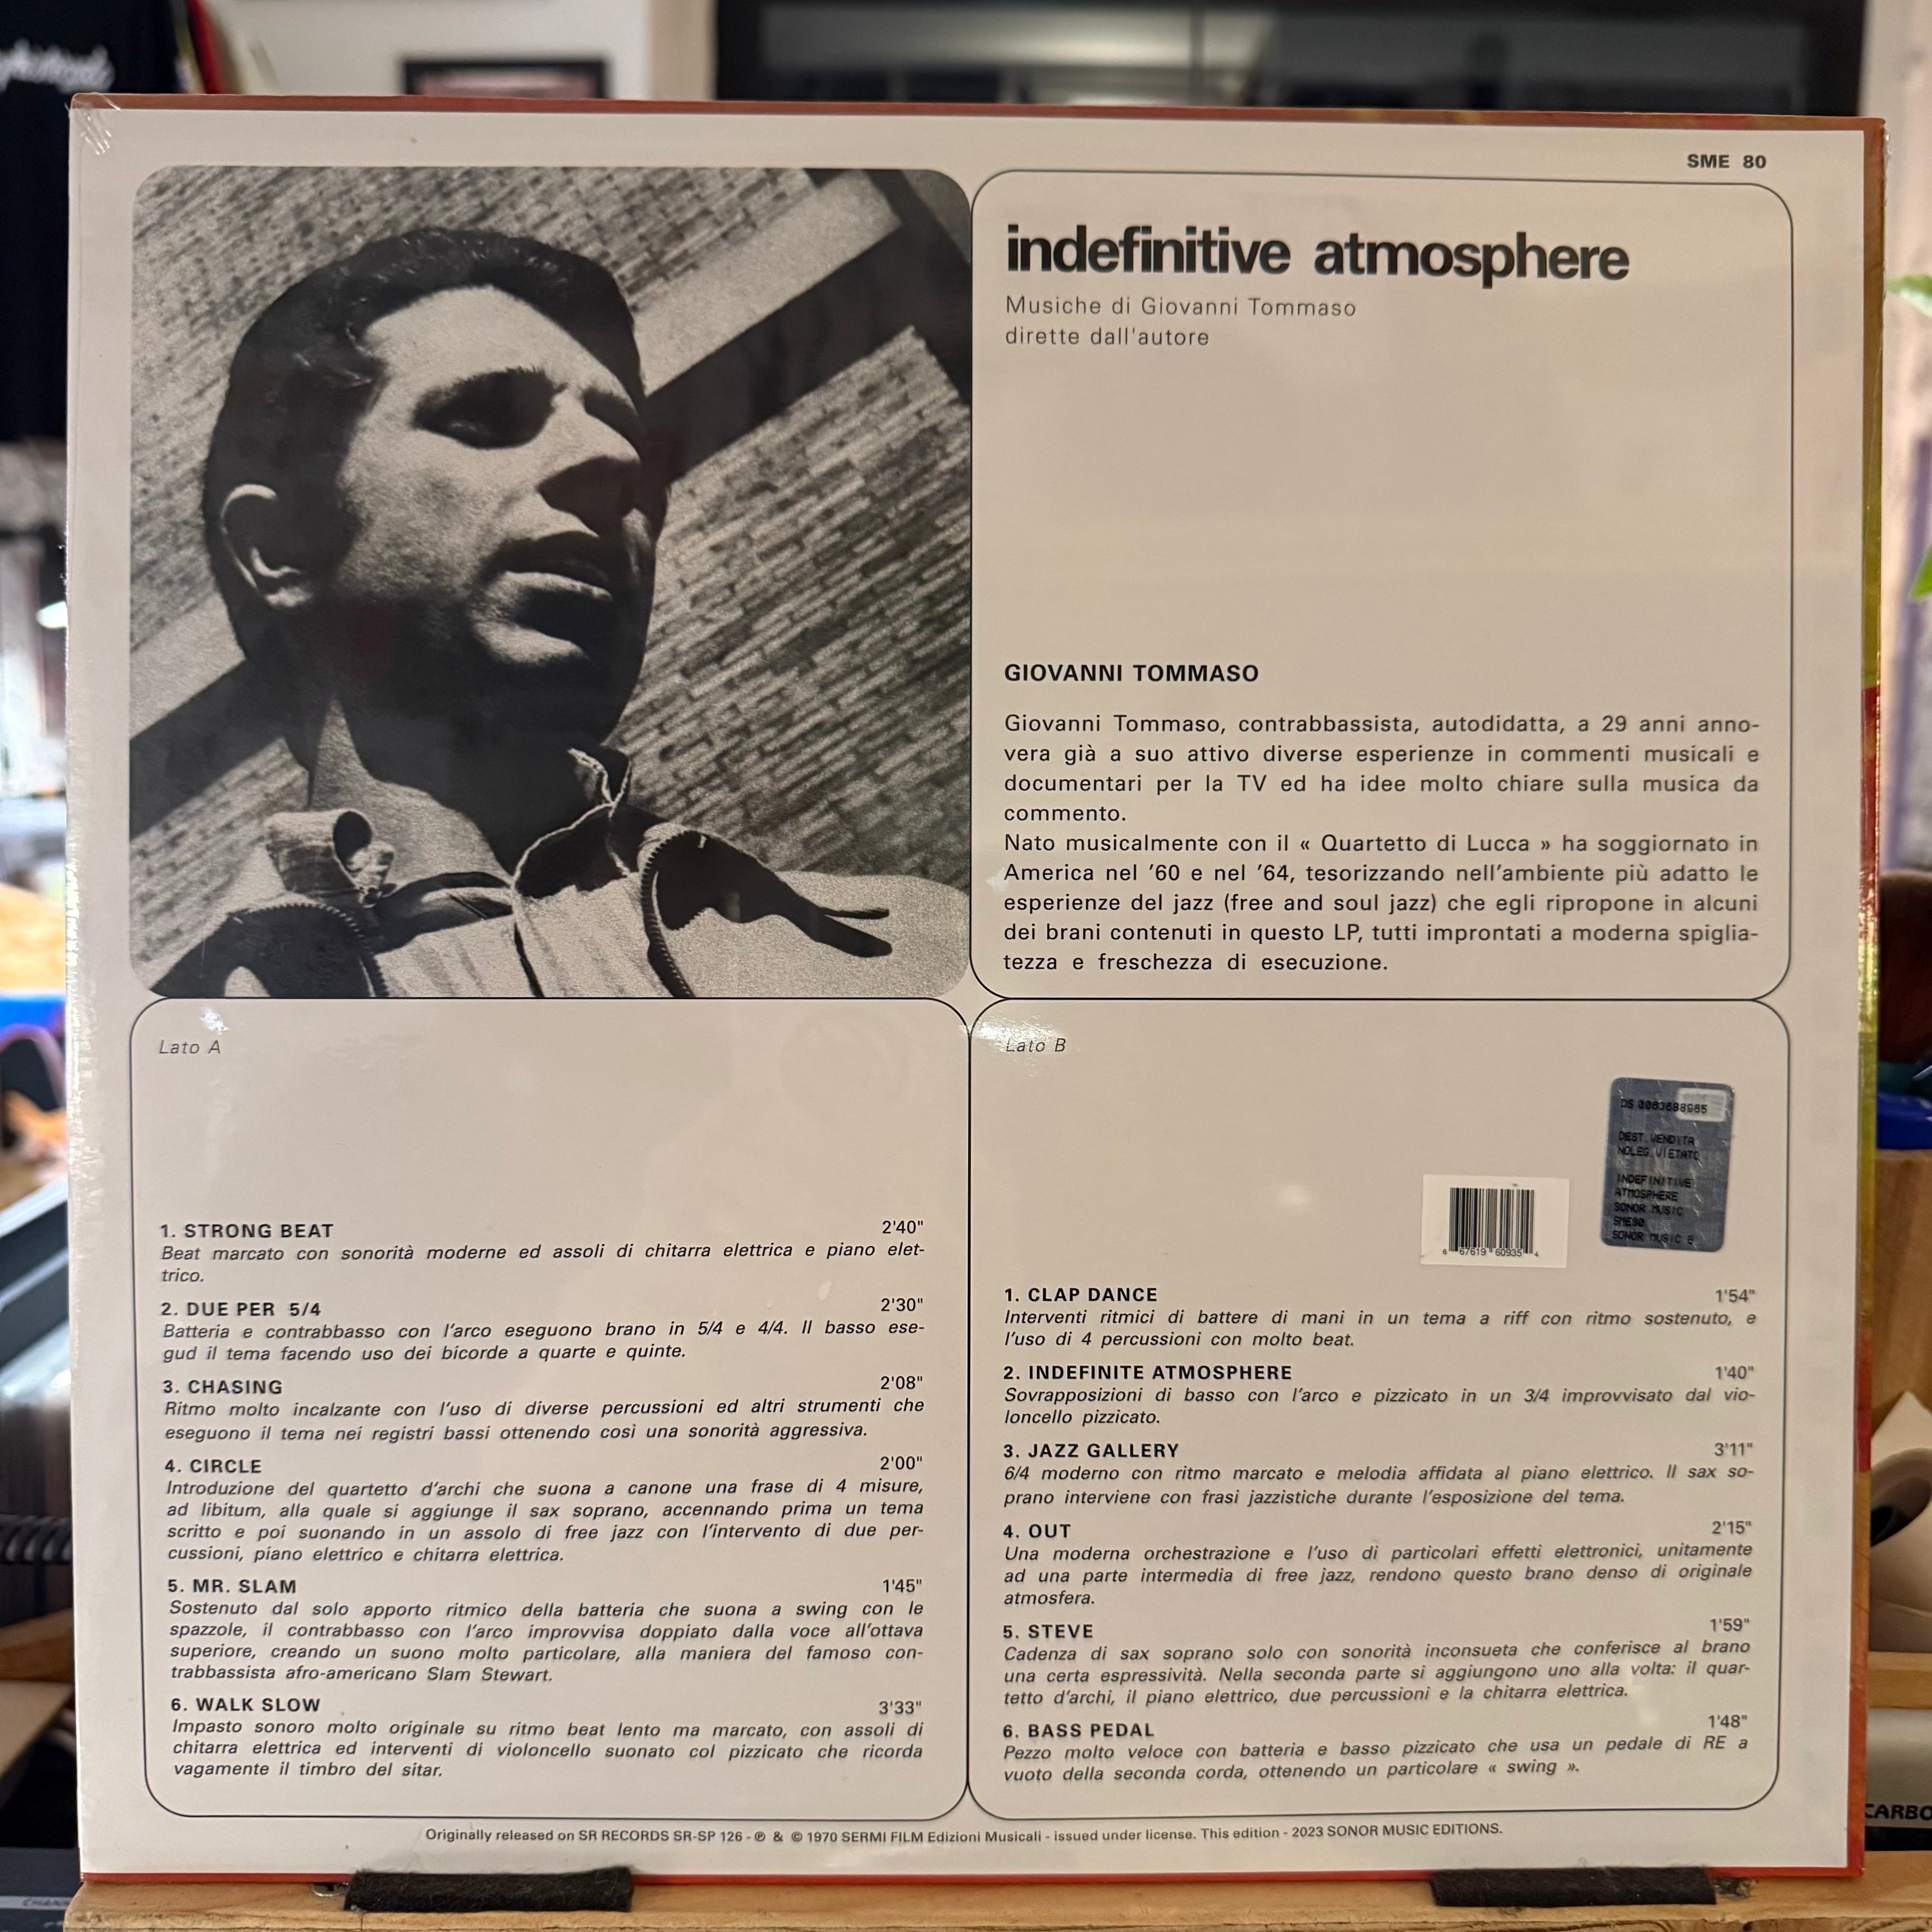 SME 80
indefinitive atmosphere
Musiche di Giovanni Tommaso
dirette dall'autore
GIOVANNI TOMMASO
Giovanni Tommaso, contrabbassista, autodidatta, a 29 anni anno-
vera già a suo attivo diverse esperienze in commenti musicali e
documentari per la TV ed ha idee molto chiare sulla musica da
commento.
Nato musicalmente con il « Quartetto di Lucca » ha soggiornato in
America nel ’60 e nel ’64, tesorizzando nell’ambiente più adatto le
esperienze del jazz (free and soul jazz) che egli ripropone in alcuni
dei brani contenuti in questo LP, tutti improntati a moderna spiglia-
tezza e freschezza di esecuzione.
Lato A
1. STRONG BEAT 2'40"
Beat marcato con sonorità moderne ed assoli di chitarra elettrica e piano elet-
trico.
2. DUE PER 5/4 2'30"
Batteria e contrabbasso con l’arco eseguono brano in 5/4 e 4/4. Il basso ese-
gud il tema facendo uso dei bicorde a quarte e quinte.
3. CHASING 2'08"
Ritmo molto incalzante con l’uso di diverse percussioni ed altri strumenti che
eseguono il tema nei registri bassi ottenendo così una sonorità aggressiva.
4. CIRCLE 2'00"
Introduzione del quartetto d’archi che suona a canone una frase di 4 misure,
ad libitum, alla quale si aggiunge il sax soprano, accennando prima un tema
scritto e poi suonando in un assolo di free jazz con l’intervento di due per-
cussioni, piano elettrico e chitarra elettrica.
5. MR. SLAM 1'45"
Sostenuto dal solo apporto ritmico della batteria che suona a swing con le
spazzole, il contrabbasso con l’arco improvvisa doppiato dalla voce all’ottava
superiore, creando un suono molto particolare, alla maniera del famoso con-
trabbassista afro-americano Slam Stewart.
6. WALK SLOW 3'33"
Impasto sonoro molto originale su ritmo beat lento ma marcato, con assoli di
chitarra elettrica ed interventi di violoncello suonato col pizzicato che ricorda
vagamente il timbro del sitar.
Lato B
DS 0063688965
DEST. VENDITA
NOLEG. VIETATO
INDEFINITIVE
ATMOSPHERE
SONOR MUSIC
SME80
SONOR MUSIC E
6 67619 60935 4
1. CLAP DANCE 1'54"
Interventi ritmici di battere di mani in un tema a riff con ritmo sostenuto, e
l’uso di 4 percussioni con molto beat.
2. INDEFINITE ATMOSPHERE 1'40"
Sovrapposizioni di basso con l’arco e pizzicato in un 3/4 improvvisato dal vio-
loncello pizzicato.
3. JAZZ GALLERY 3'11"
6/4 moderno con ritmo marcato e melodia affidata al piano elettrico. Il sax so-
prano interviene con frasi jazzistiche durante l’esposizione del tema.
4. OUT 2'15"
Una moderna orchestrazione e l’uso di particolari effetti elettronici, unitamente
ad una parte intermedia di free jazz, rendono questo brano denso di originale
atmosfera.
5. STEVE 1'59"
Cadenza di sax soprano solo con sonorità inconsueta che conferisce al brano
una certa espressività. Nella seconda parte si aggiungono uno alla volta: il quar-
tetto d’archi, il piano elettrico, due percussioni e la chitarra elettrica.
6. BASS PEDAL 1'48"
Pezzo molto veloce con batteria e basso pizzicato che usa un pedale di RE a
vuoto della seconda corda, ottenendo un particolare « swing ».
Originally released on SR RECORDS SR-SP 126 - ℗ & © 1970 SERMI FILM Edizioni Musicali - issued under license. This edition - 2023 SONOR MUSIC EDITIONS.